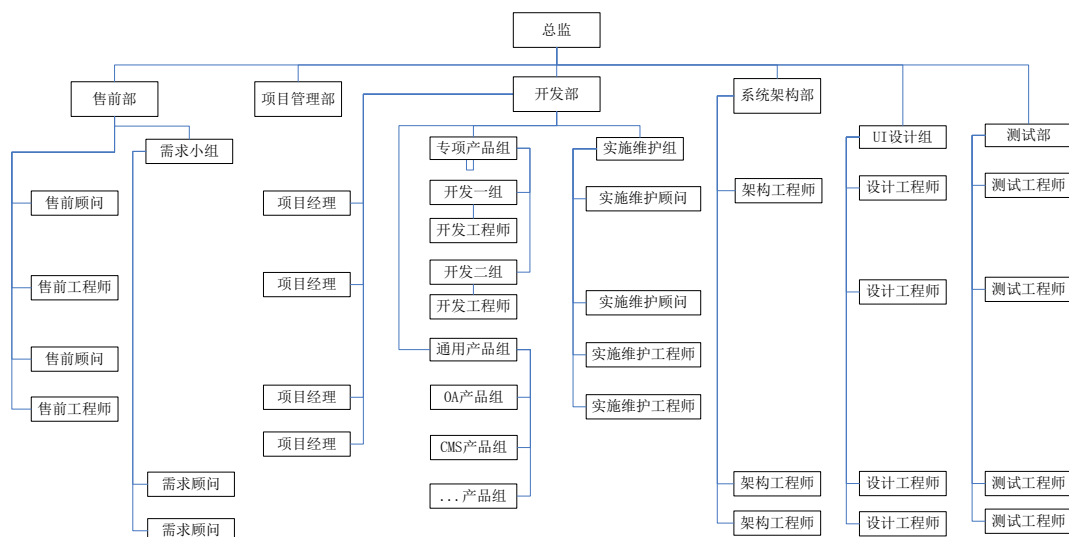 总监
售前部
项目管理部
开发部
系统架构部
UI设计组
测试部
需求小组
专项产品组
实施维护组
售前顾问
项目经理
开发一组
实施维护顾问
架构工程师
设计工程师
测试工程师
开发工程师
售前工程师
项目经理
开发二组
实施维护顾问
设计工程师
测试工程师
开发工程师
售前顾问
通用产品组
实施维护工程师
售前工程师
项目经理
OA产品组
实施维护工程师
项目经理
CMS产品组
需求顾问
...产品组
架构工程师
设计工程师
测试工程师
需求顾问
架构工程师
设计工程师
测试工程师